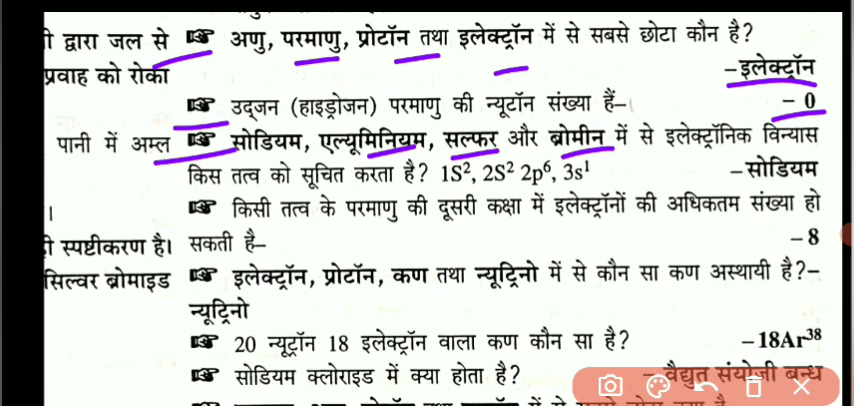 ी द्वारा जल से
प्रवाह को रोका
पानी में अम्ल
।
ी स्पष्टीकरण है।
सिल्वर ब्रोमाइड
☞ अणु, परमाणु, प्रोटॉन तथा इलेक्ट्रॉन में से सबसे छोटा कौन है?
–इलेक्ट्रॉन
☞ उद्जन (हाइड्रोजन) परमाणु की न्यूटॉन संख्या हैं– – 0
☞ सोडियम, एल्यूमिनियम, सल्फर और ब्रोमीन में से इलेक्ट्रॉनिक विन्यास
किस तत्व को सूचित करता है? 1S², 2S² 2p⁶, 3s¹ –सोडियम
☞ किसी तत्व के परमाणु की दूसरी कक्षा में इलेक्ट्रॉनों की अधिकतम संख्या हो
सकती है– –8
☞ इलेक्ट्रॉन, प्रोटॉन, कण तथा न्यूट्रिनो में से कौन सा कण अस्थायी है?–
न्यूट्रिनो
☞ 20 न्यूट्रॉन 18 इलेक्ट्रॉन वाला कण कौन सा है? –18Ar³⁸
☞ सोडियम क्लोराइड में क्या होता है? – वैद्युत संयोजी बन्ध